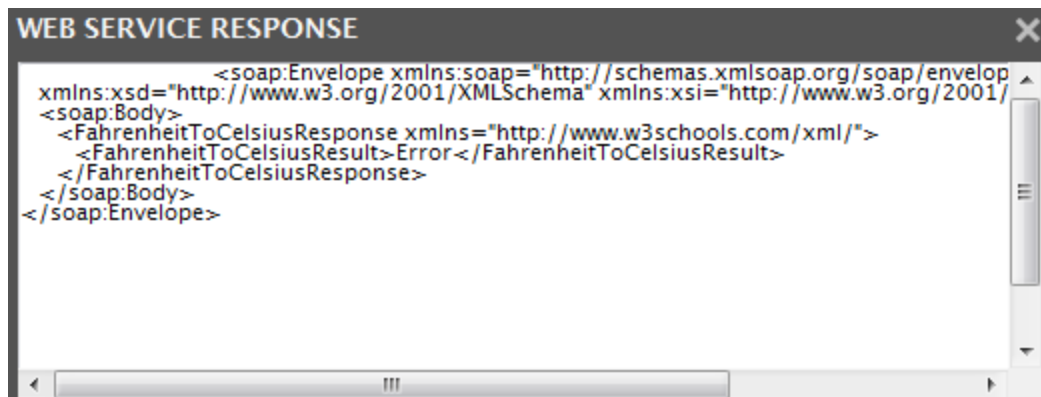 WEB SERVICE RESPONSE
<soap:Envelope xmlns:soap="http://schemas.xmlsoap.org/soap/envelop
xmlns:xsd="http://www.w3.org/2001/XMLSchema" xmlns:xsi="http://www.w3.org/2001/
<soap:Body>
<FahrenheitToCelsiusResponse xmlns="http://www.w3schools.com/xml/">
<FahrenheitToCelsiusResult>Error</FahrenheitToCelsiusResult>
</FahrenheitToCelsiusResponse>
</soap:Body>
</soap:Envelope>